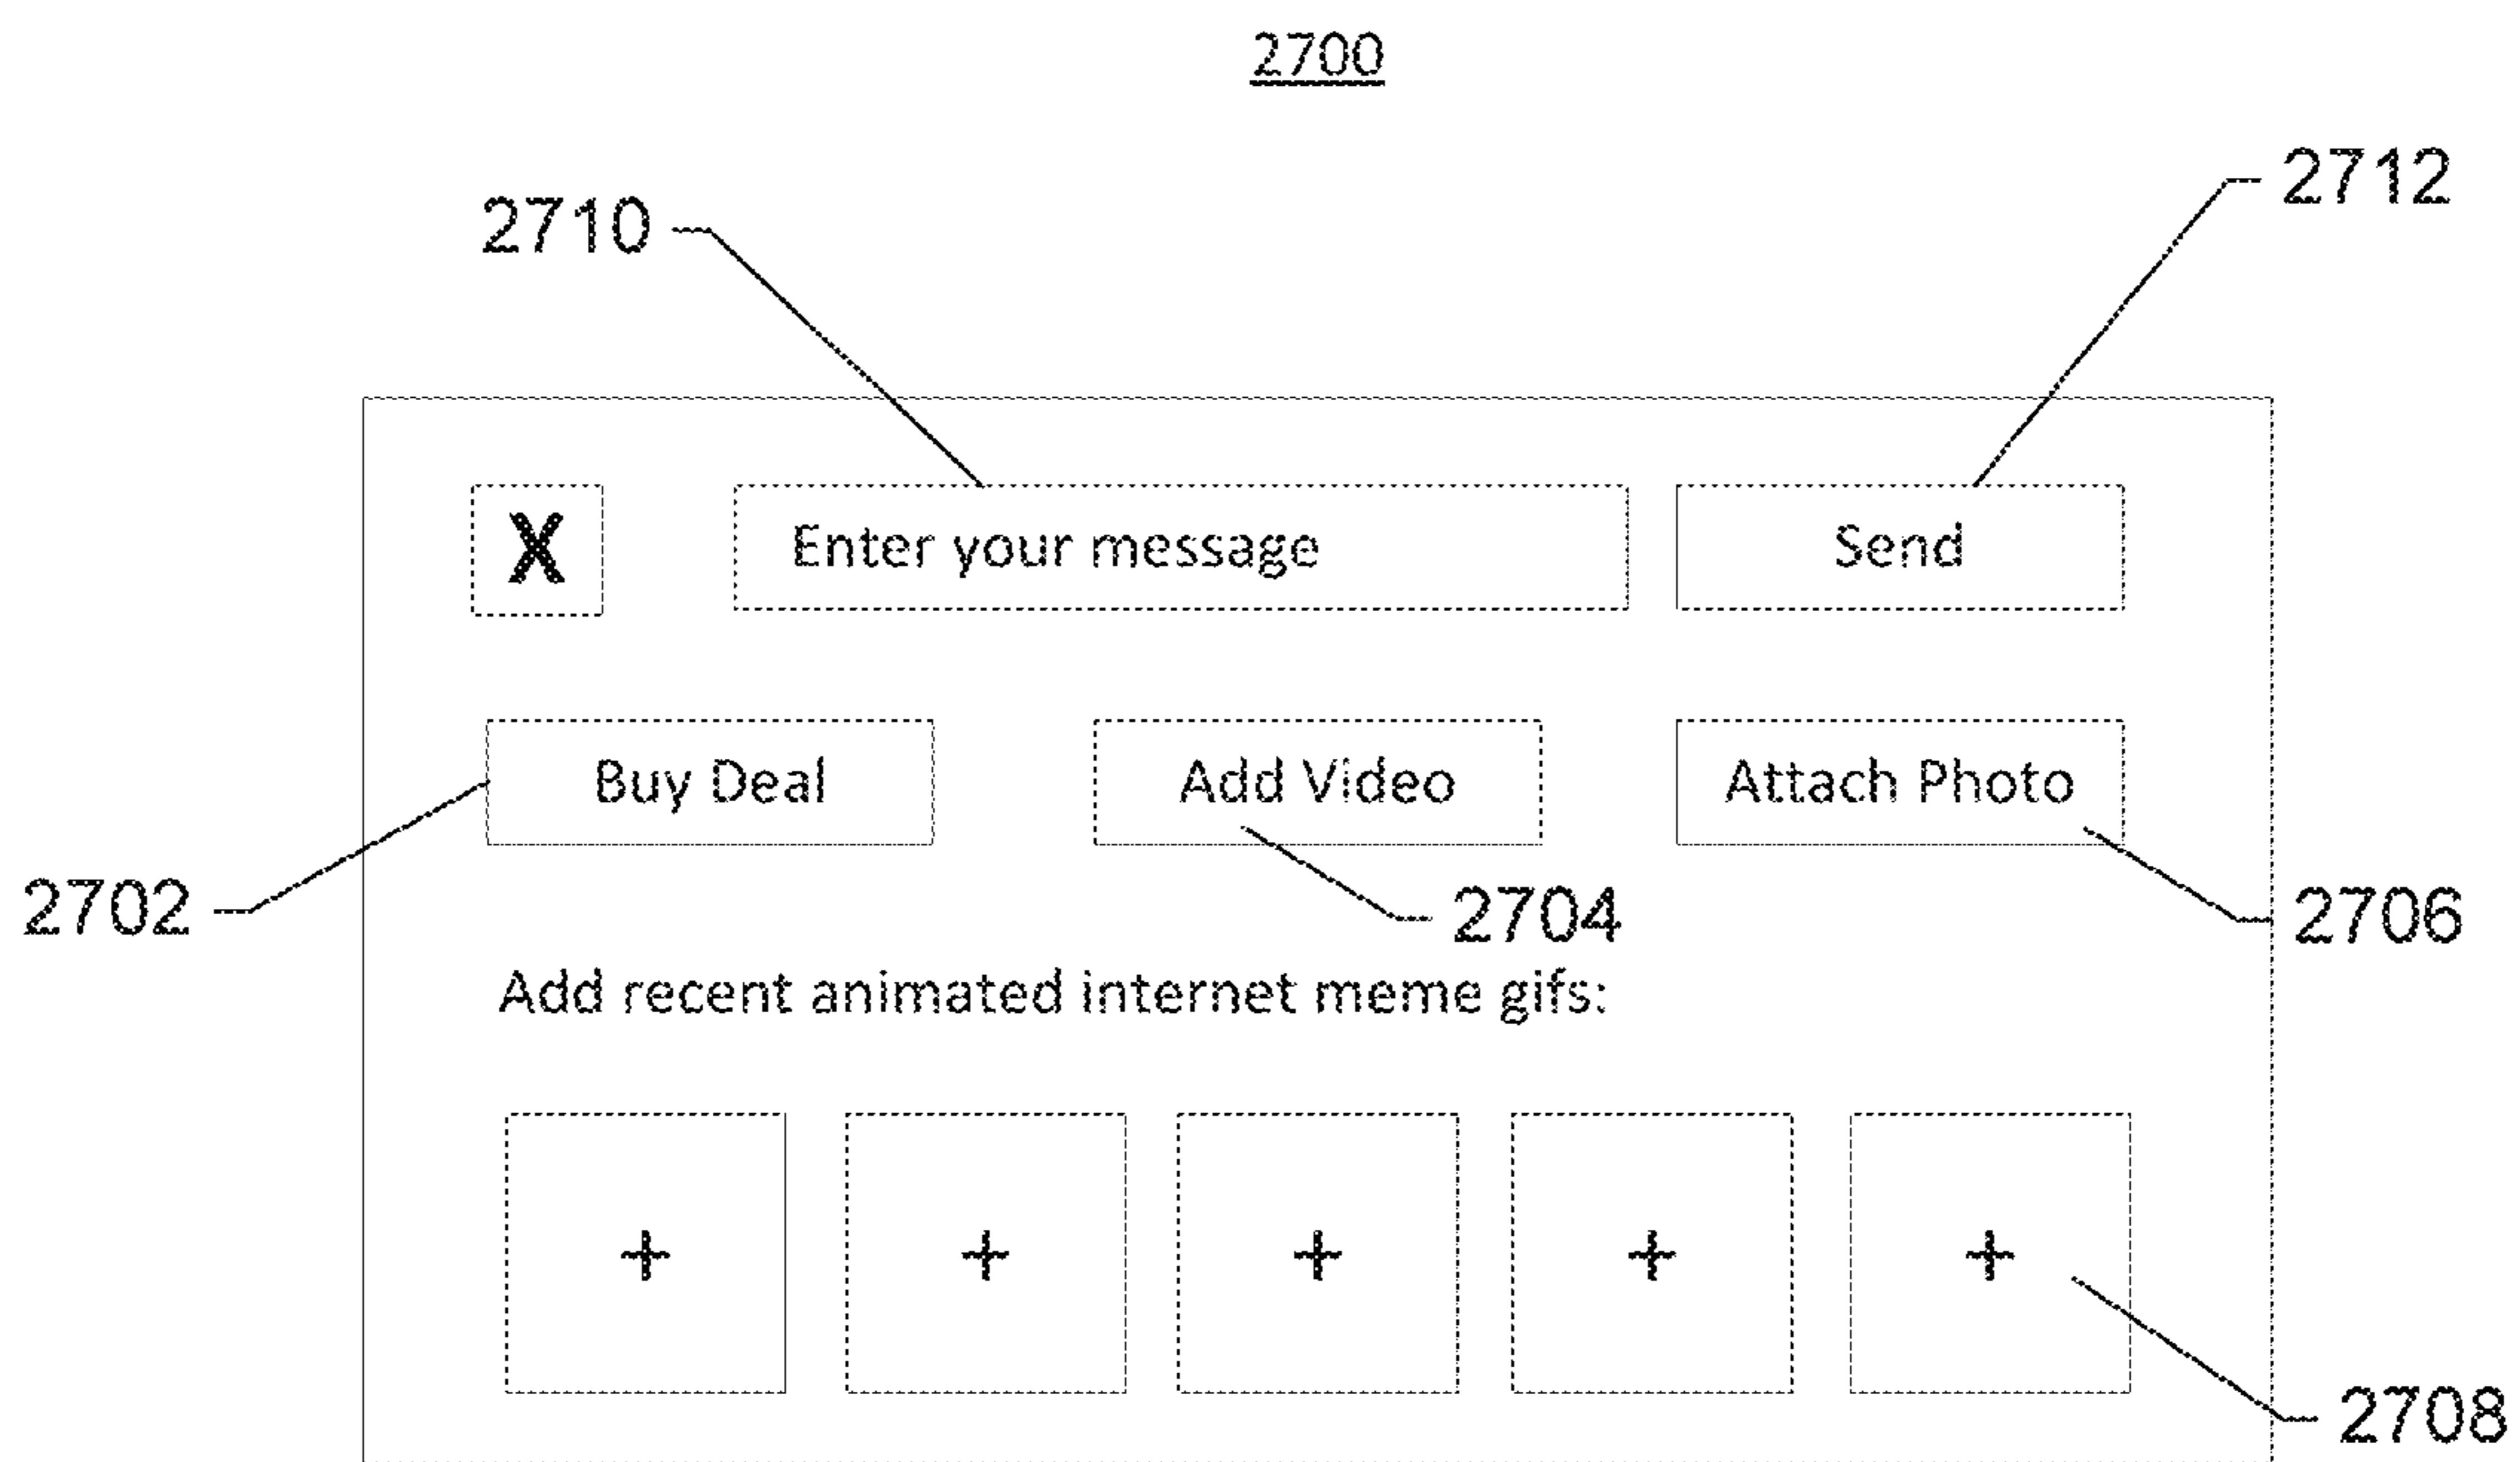 2700
2712
2710
X Enter your message Send
Buy Deal Add Video Attach Photo
2702 2704 2706
Add recent animated internet meme gifs:
+ + + + +
2708